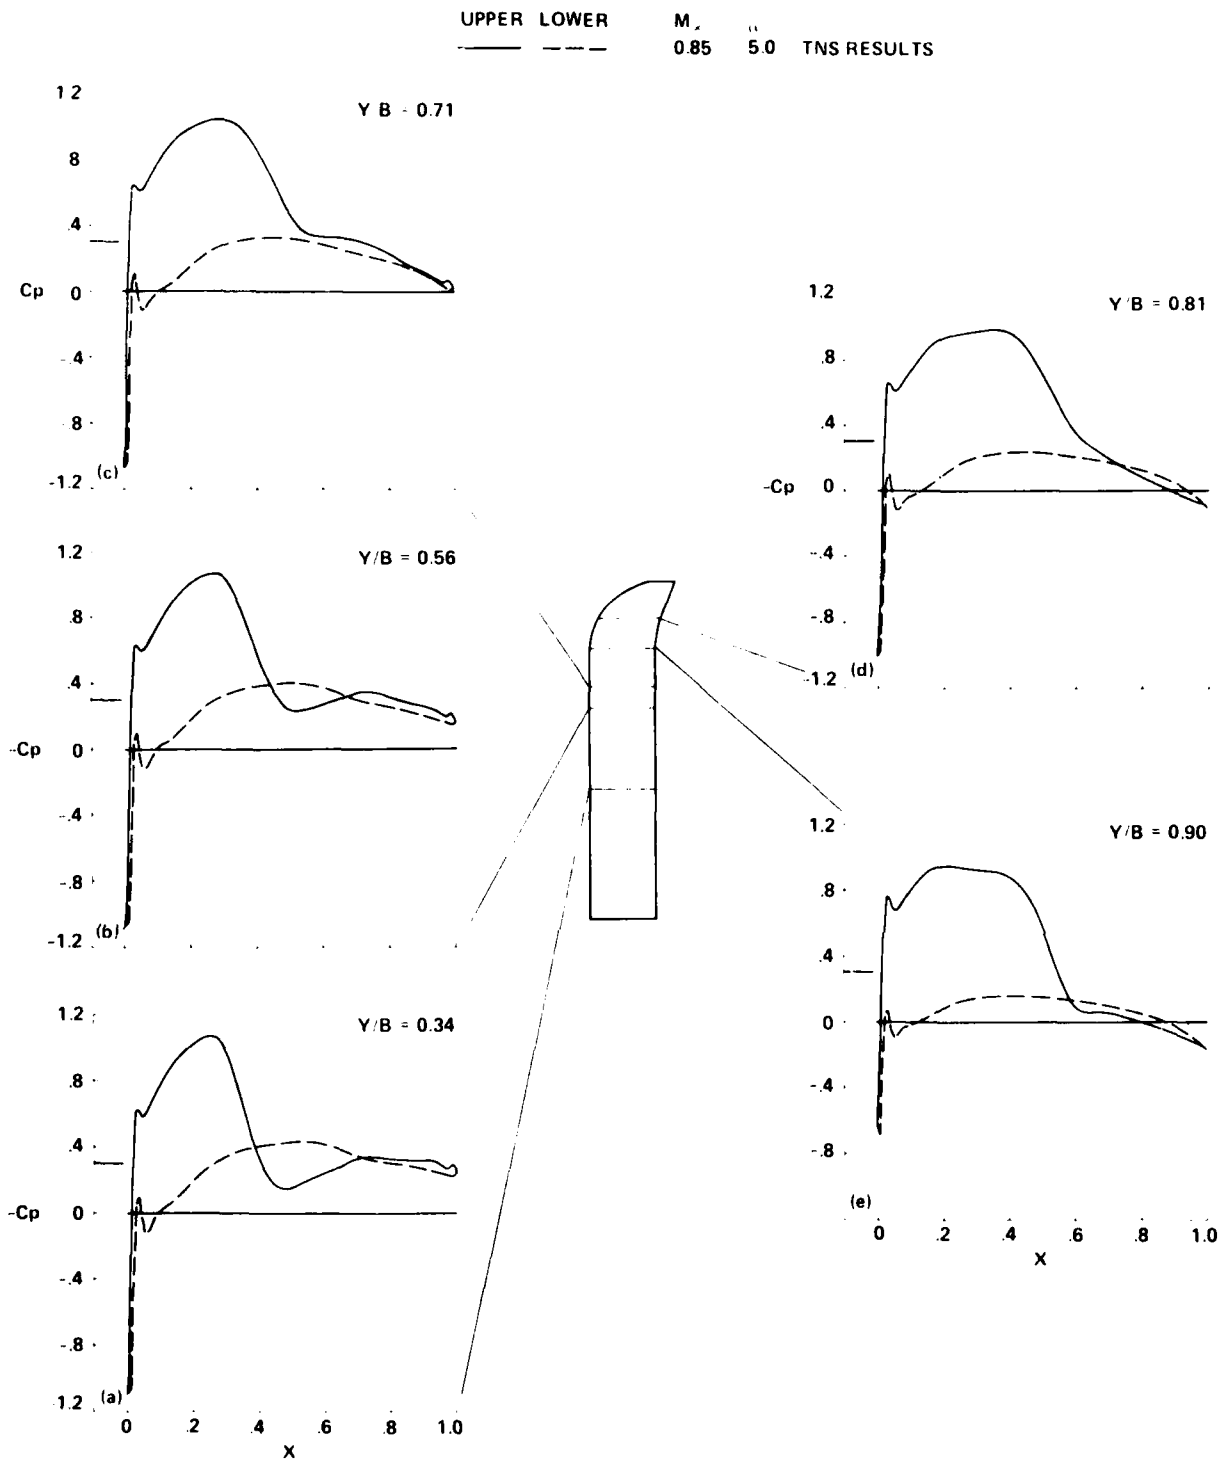 UPPER LOWER M
0.85 5.0 TNS RESULTS
1.2
Y B - 0.71
.8
.4
Cp 0
-.4
.8
-1.2
(c)
1.2
Y/B = 0.56
.8
.4
-Cp 0
-.4
-.8
-1.2
(b)
1.2
Y/B = 0.34
.8
.4
-Cp 0
-.4
-.8
1.2
(a)
0 .2 .4 .6 .8 1.0
X
1.2
Y/B = 0.81
.8
.4
-Cp 0
-.4
-.8
-1.2
(d)
1.2
Y/B = 0.90
.8
.4
0
-.4
-.8
(e)
0 .2 .4 .6 .8 1.0
X